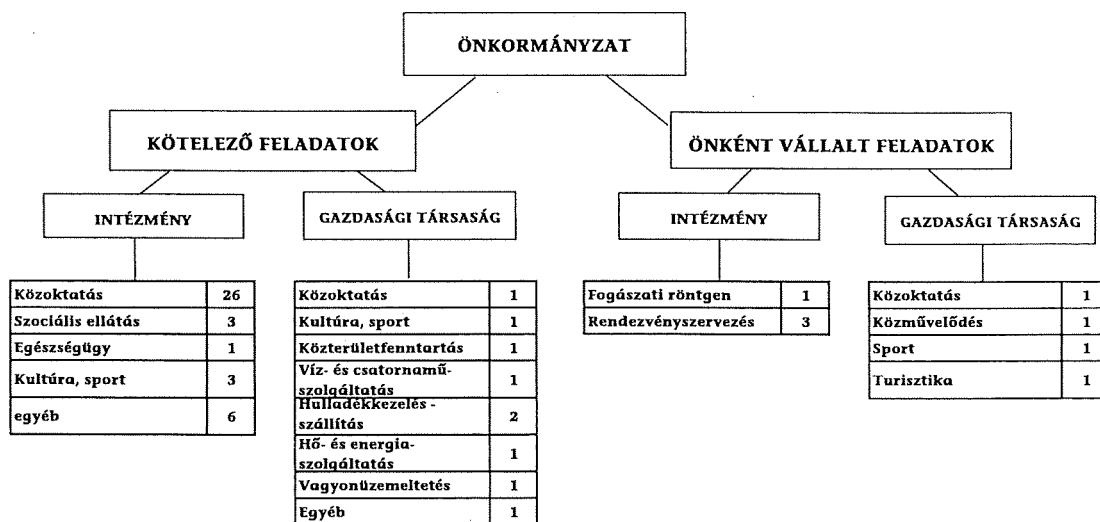 ÖNKORMÁNYZAT
KÖTELEZŐ FELADATOK
INTÉZMÉNY
Közoktatás 26
Szociális ellátás 3
Egészségügy 1
Kultúra, sport 3
egyéb 6
GAZDASÁGI TÁRSASÁG
Közoktatás 1
Kultúra, sport 1
Közterületfenntartás 1
Víz- és csatornamű-
szolgáltatás 1
Hulladékkezelés -
szállítás 2
Hő- és energia-
szolgáltatás 1
Vagyonüzemeltetés 1
Egyéb 1
ÖNKÉNT VÁLLALT FELADATOK
INTÉZMÉNY
Fogászati röntgen 1
Rendezvényszervezés 3
GAZDASÁGI TÁRSASÁG
Közoktatás 1
Közművelődés 1
Sport 1
Turisztika 1